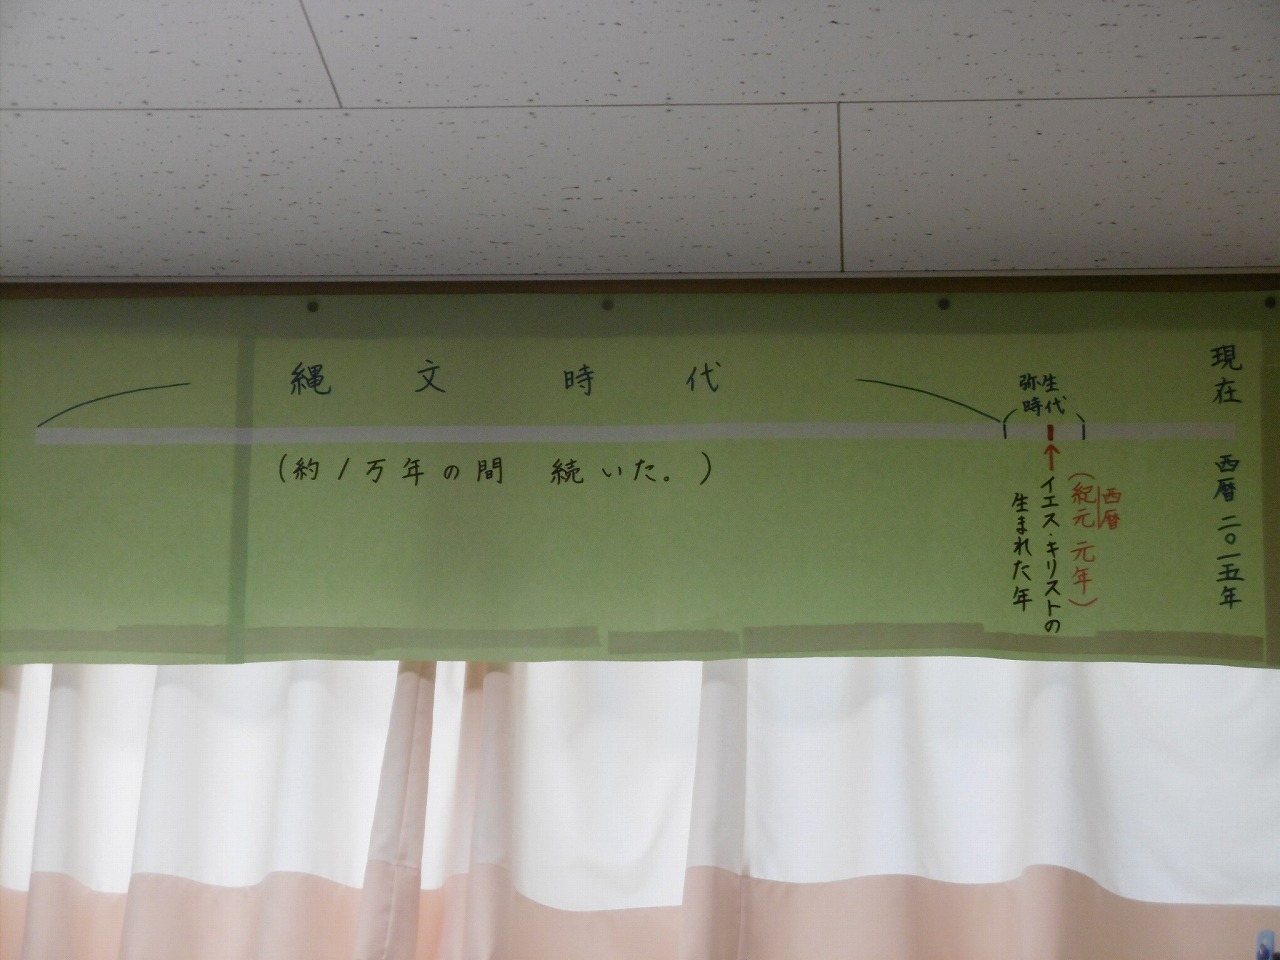 縄文時代
（約1万年の間　続いた。）
弥生
時代
イエス・キリストの
生まれた年
西暦
（紀元 元年）
現在　西暦 二〇一五年